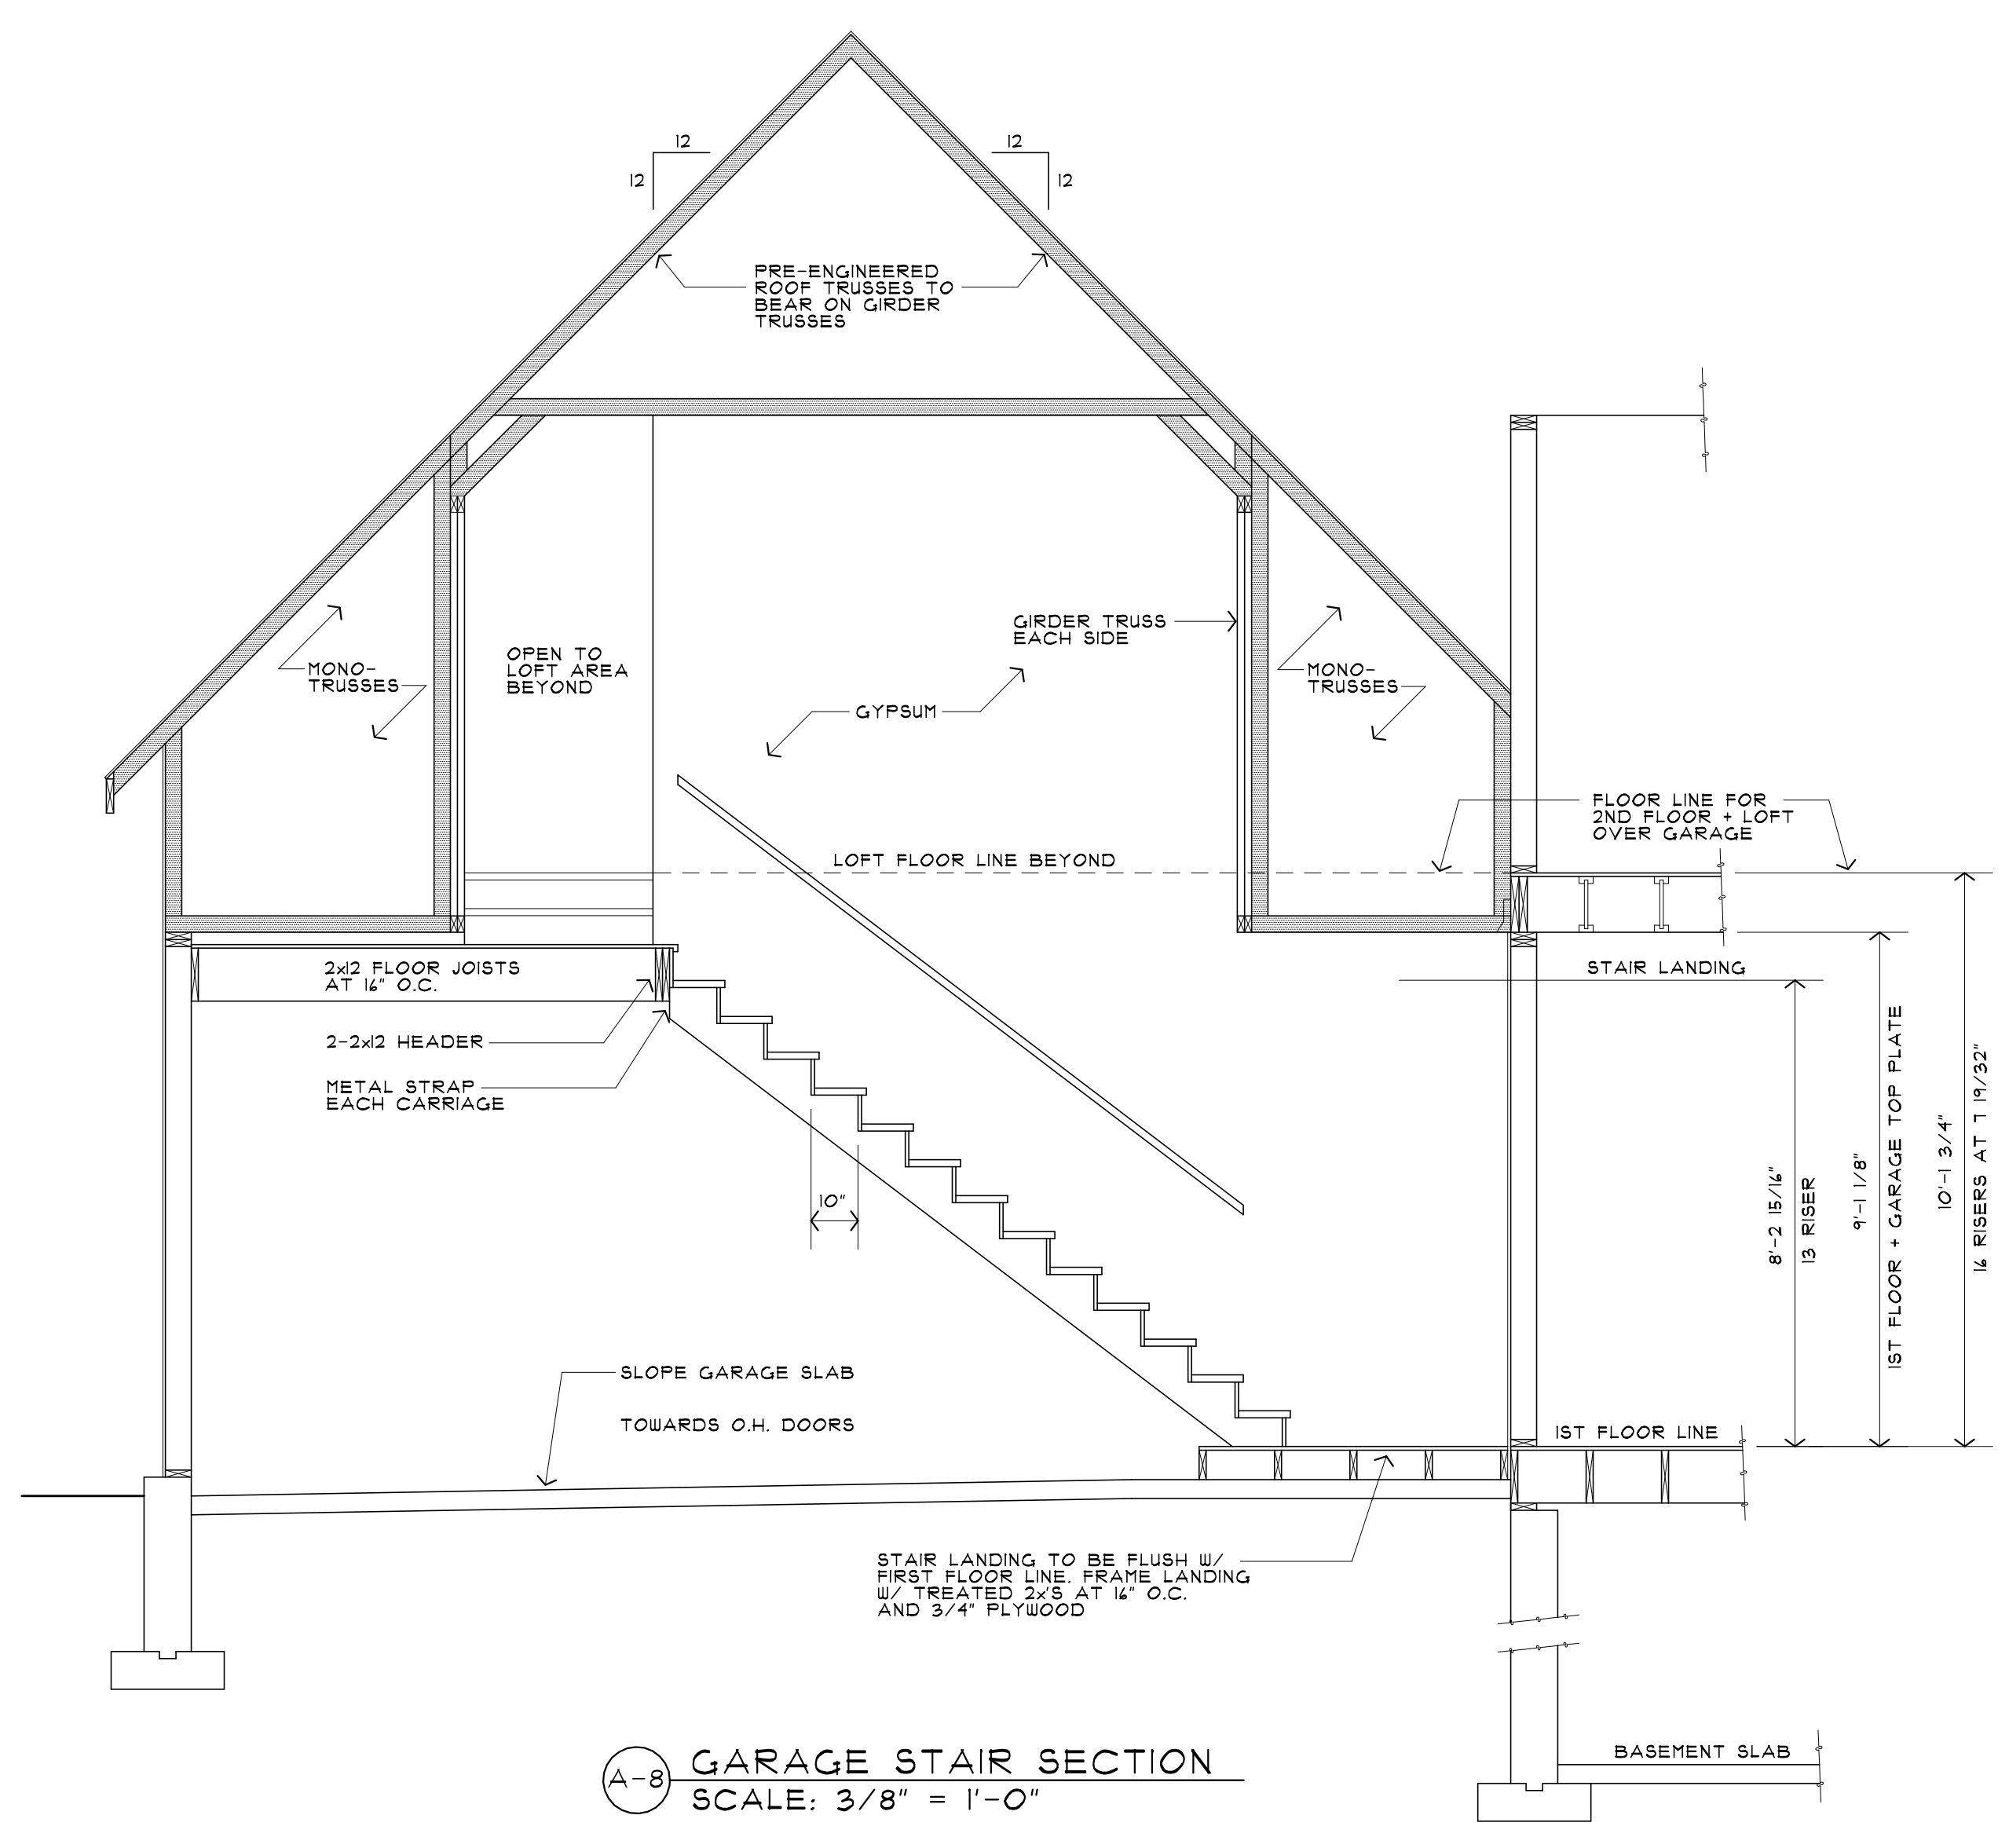 12
12
12
12
PRE-ENGINEERED
ROOF TRUSSES TO
BEAR ON GIRDER
TRUSSES
GIRDER TRUSS
EACH SIDE
OPEN TO
LOFT AREA
BEYOND
MONO-
TRUSSES
MONO-
TRUSSES
GYPSUM
FLOOR LINE FOR
2ND FLOOR + LOFT
OVER GARAGE
LOFT FLOOR LINE BEYOND
2x12 FLOOR JOISTS
AT 16" O.C.
STAIR LANDING
2-2x12 HEADER
METAL STRAP
EACH CARRIAGE
10"
8'-2 15/16"
13 RISER
9'-1 1/8"
1ST FLOOR + GARAGE TOP PLATE
10'-1 3/4"
16 RISERS AT 7 19/32"
SLOPE GARAGE SLAB
TOWARDS O.H. DOORS
1ST FLOOR LINE
STAIR LANDING TO BE FLUSH W/
FIRST FLOOR LINE. FRAME LANDING
W/ TREATED 2x'S AT 16" O.C.
AND 3/4" PLYWOOD
BASEMENT SLAB
A-8
GARAGE STAIR SECTION
SCALE: 3/8" = 1'-0"